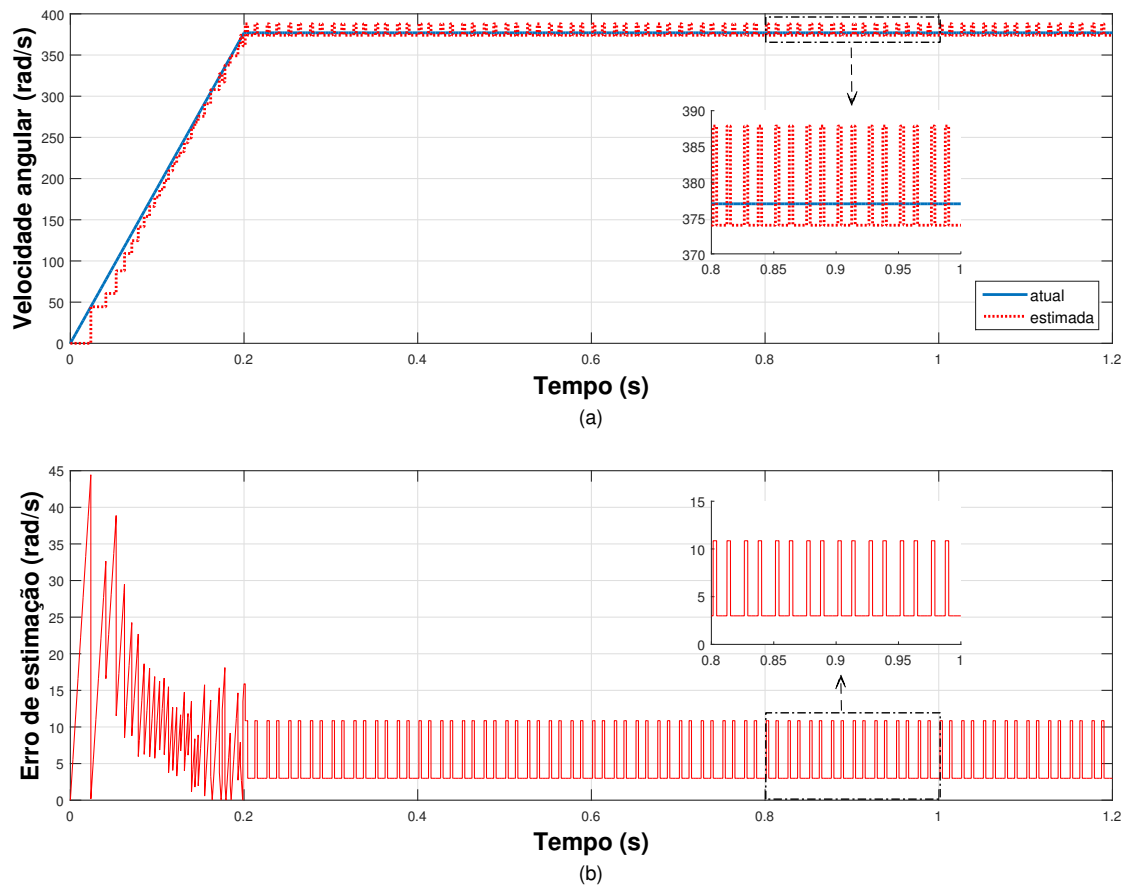 400
350
300
250
200
150
100
50
0
Velocidade angular (rad/s)
390
385
380
375
370
0.8 0.85 0.9 0.95 1
atual
estimada
0 0.2 0.4 0.6 0.8 1 1.2
Tempo (s)
(a)
45
40
35
30
25
20
15
10
5
0
Erro de estimação (rad/s)
15
10
5
0
0.8 0.85 0.9 0.95 1
0 0.2 0.4 0.6 0.8 1 1.2
Tempo (s)
(b)